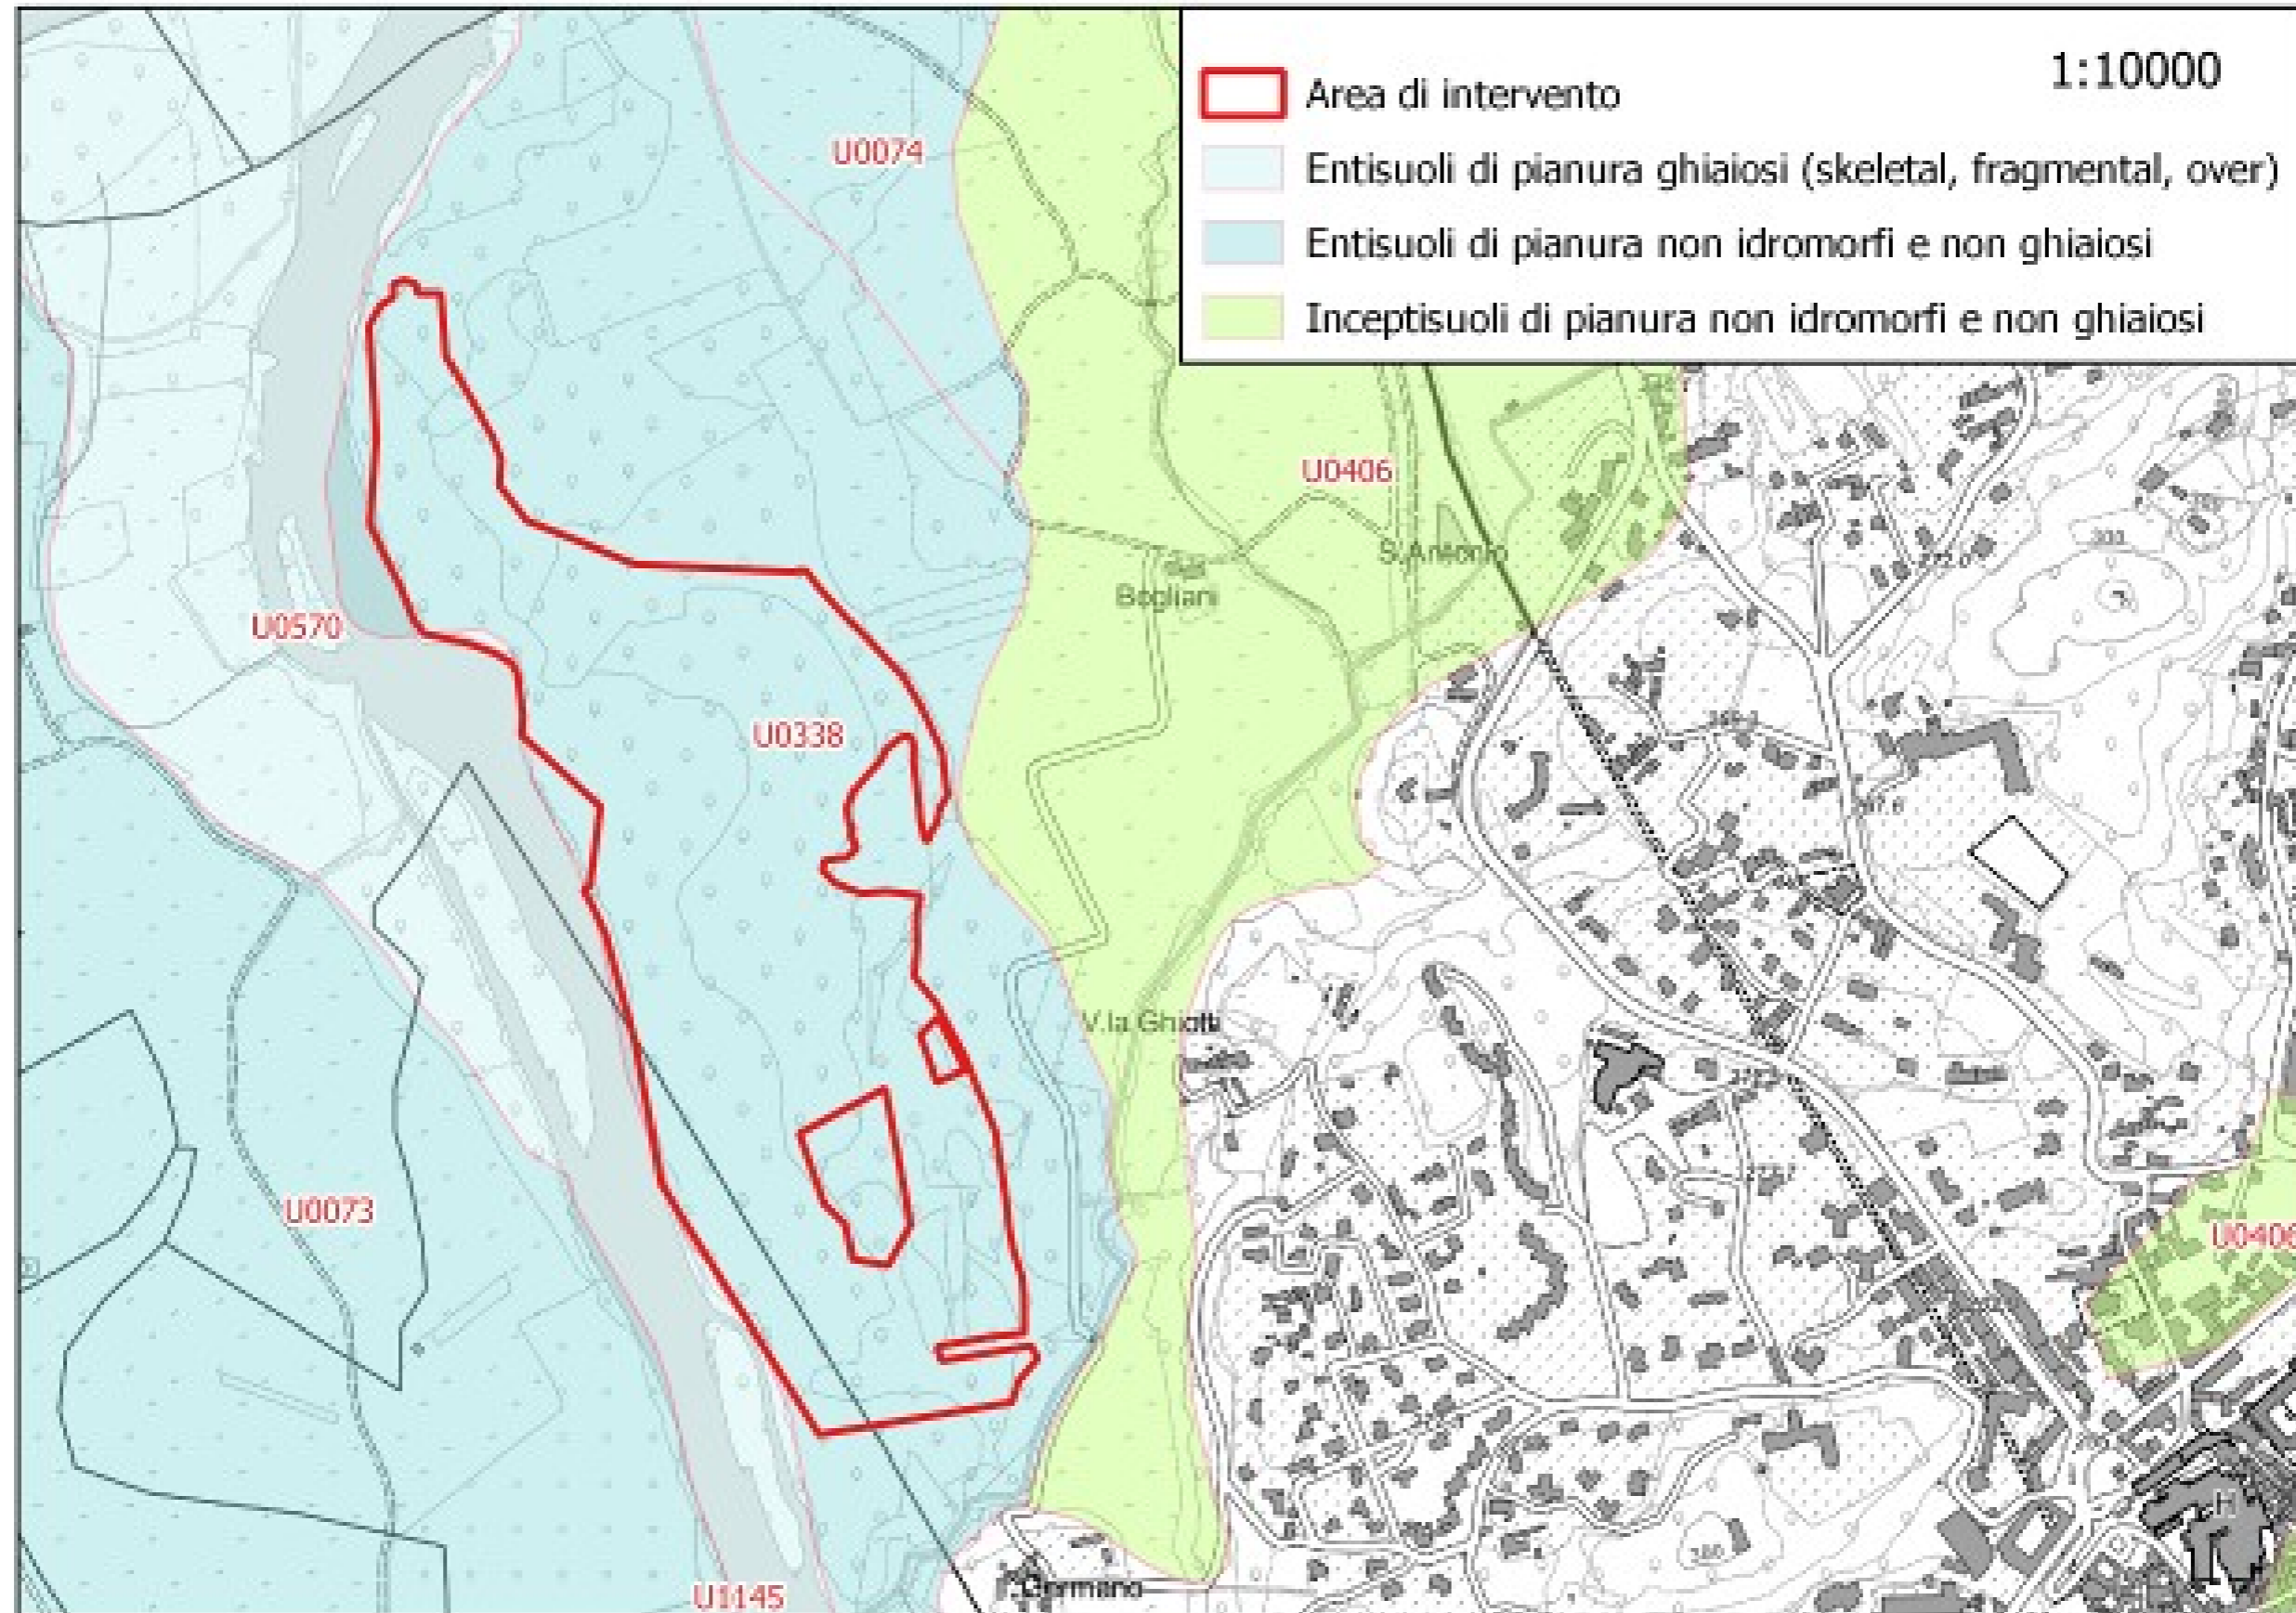 1:10000
Area di intervento
Entisuoli di pianura ghiaiosi (skeletal, fragmental, over)
Entisuoli di pianura non idromorfi e non ghiaiosi
Inceptisuoli di pianura non idromorfi e non ghiaiosi
U0074
U0406
S.Antonio
Bogliani
U0570
U0338
V.la Ghiotti
U0073
U0406
H
U1145